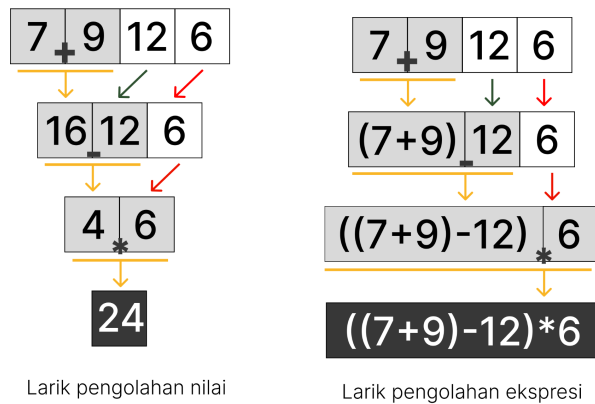 7 + 9 12 6
16 - 12 6
4 * 6
24
Larik pengolahan nilai
7 + 9 12 6
(7+9) - 12 6
((7+9)-12) * 6
((7+9)-12)*6
Larik pengolahan ekspresi